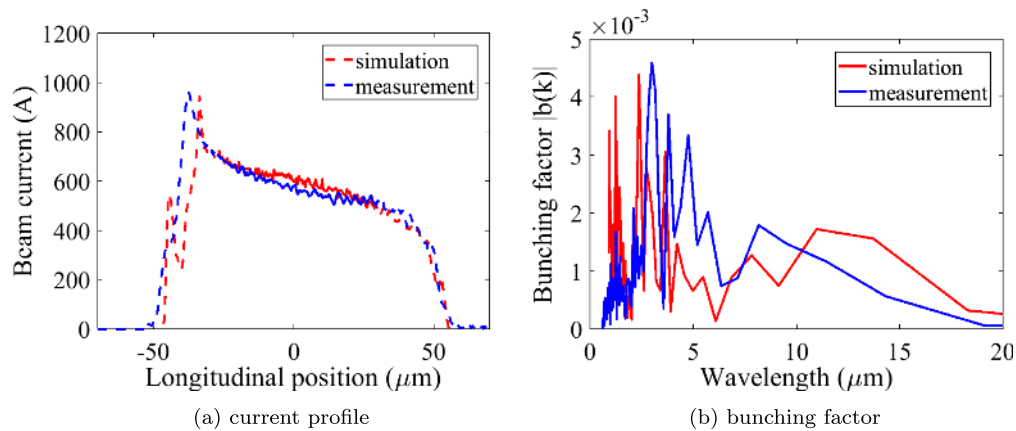 1200
1000
800
600
400
200
0
-50
0
50
Beam current (A)
Longitudinal position (μm)
simulation
measurement
(a) current profile
×10⁻³
5
4
3
2
1
0
0
5
10
15
20
Bunching factor |b(k)|
Wavelength (μm)
simulation
measurement
(b) bunching factor